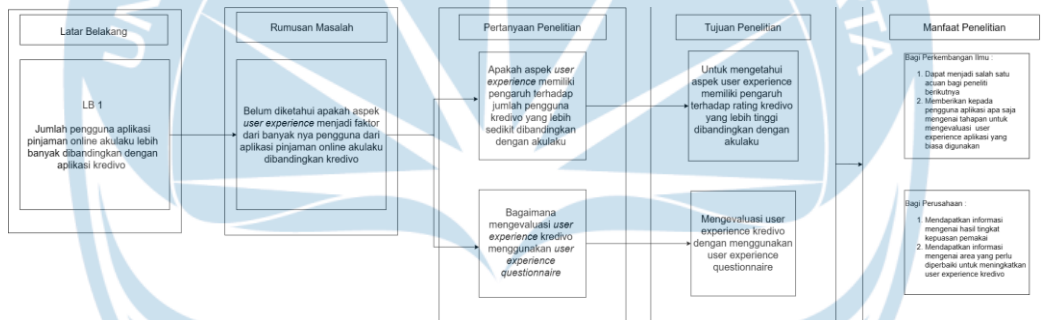 Latar Belakang
LB 1
Jumlah pengguna aplikasi
pinjaman online akulaku lebih
banyak dibandingkan dengan
aplikasi kredivo
Rumusan Masalah
Belum diketahui apakah aspek
user experience menjadi faktor
dari banyak nya pengguna dari
aplikasi pinjaman online akulaku
dibandingkan kredivo
Pertanyaan Penelitian
Apakah aspek user
experience memiliki
pengaruh terhadap
jumlah pengguna
kredivo yang lebih
sedikit dibandingkan
dengan akulaku
Bagaimana
mengevaluasi user
experience kredivo
menggunakan user
experience
questionnaire
Tujuan Penelitian
Untuk mengetahui
aspek user experience
memiliki pengaruh
terhadap rating kredivo
yang lebih tinggi
dibandingkan dengan
akulaku
Mengevaluasi user
experience kredivo
dengan menggunakan
user experience
questionnaire
Manfaat Penelitian
Bagi Perkembangan Ilmu :
1. Dapat menjadi salah satu
acuan bagi peneliti
berikutnya
2. Memberikan kepada
pengguna aplikasi apa saja
mengenai tahapan untuk
mengevaluasi user
experience aplikasi yang
biasa digunakan
Bagi Perusahaan :
1. Mendapatkan informasi
mengenai hasil tingkat
kepuasan pemakai
2. Mendapatkan informasi
mengenai area yang perlu
diperbaiki untuk meningkatkan
user experience kredivo